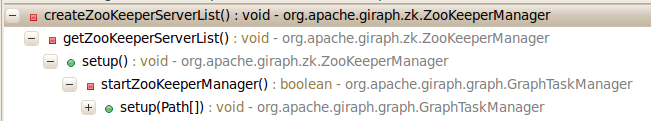 createZooKeeperServerList() : void - org.apache.giraph.zk.ZooKeeperManager
getZooKeeperServerList() : void - org.apache.giraph.zk.ZooKeeperManager
setup() : void - org.apache.giraph.zk.ZooKeeperManager
startZooKeeperManager() : boolean - org.apache.giraph.graph.GraphTaskManager
setup(Path[]) : void - org.apache.giraph.graph.GraphTaskManager